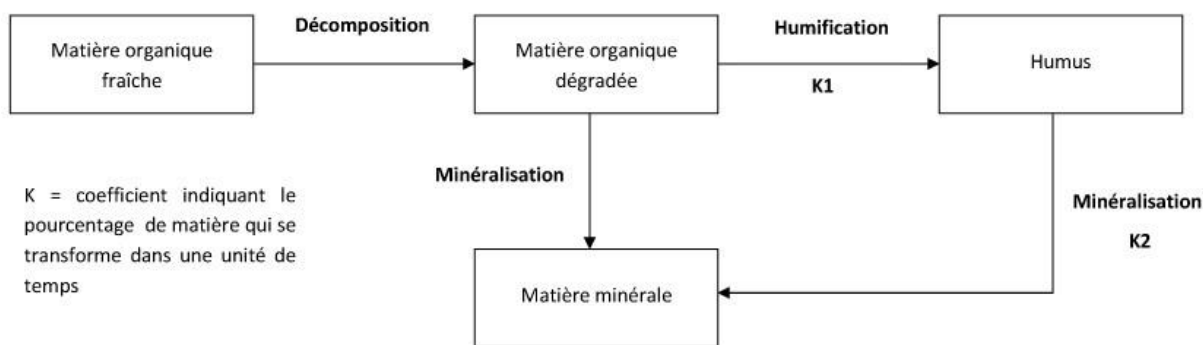 Matière organique
fraîche
Décomposition
Matière organique
dégradée
Humification
K1
Humus
Minéralisation
K = coefficient indiquant le
pourcentage de matière qui se
transforme dans une unité de
temps
Minéralisation
K2
Matière minérale